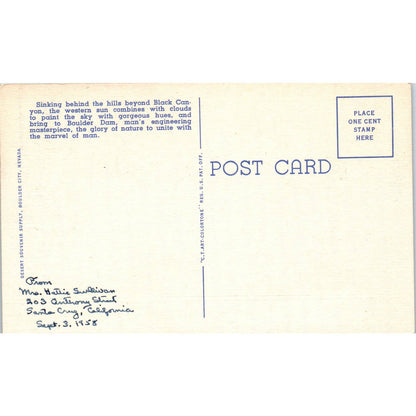 Sinking behind the hills beyond Black Can-
yon, the western sun combines with clouds
to paint the sky with gorgeous hues, and
bring to Boulder Dam, man's engineering
masterpiece, the glory of nature to unite with
the marvel of man.
DESERT SOUVENIR SUPPLY, BOULDER CITY, NEVADA.
"C.T. ART-COLORTONE" REG. U.S. PAT. OFF.
POST CARD
PLACE
ONE CENT
STAMP
HERE
From
Mrs. Hattie Sullivan
203 Anthony Street
Santa Cruz, California
Sept. 3, 1958